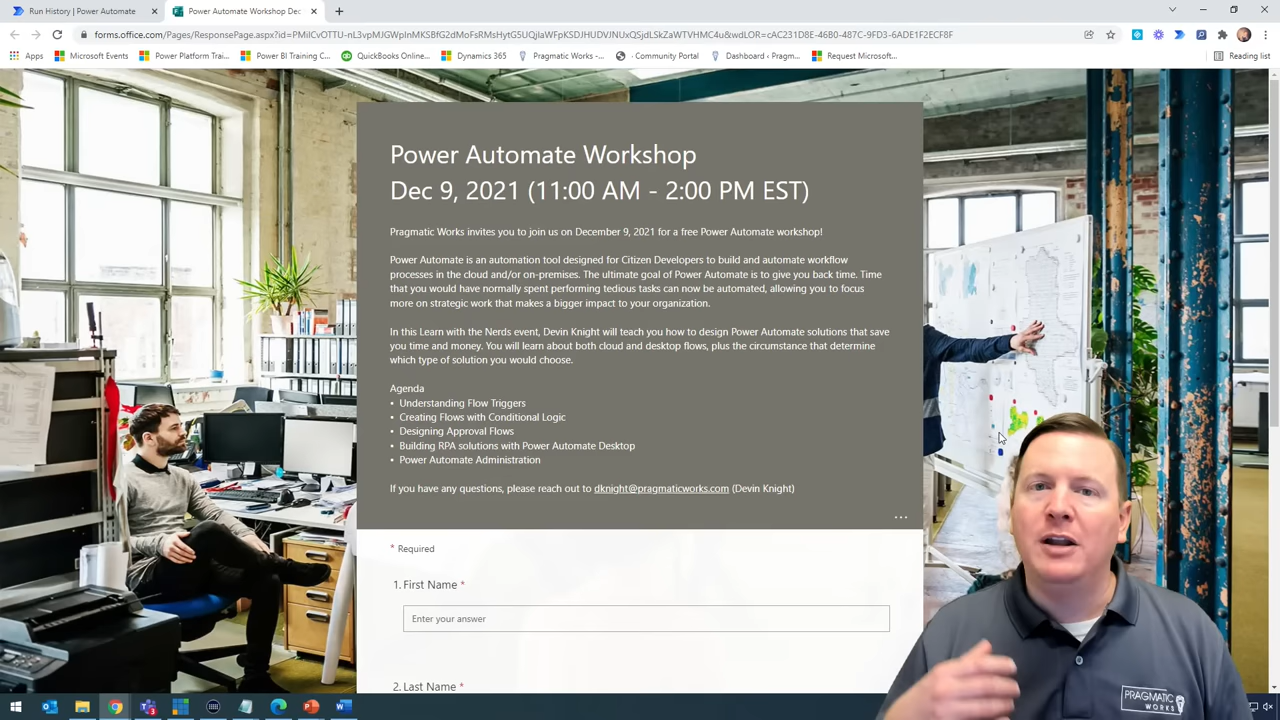 Run History | Power Automate
Power Automate Workshop Dec
forms.office.com/Pages/ResponsePage.aspx?id=PMilCvOTTU-nL3vpMJGWpInMKSBfG2dMoFsRMsHytG5UQjlaWFpKSDJHUDVJNUxQSjdLSkZaWTVHMC4u&wdLOR=cAC231D8E-46B0-487C-9FD3-6ADE1F2ECF8F
Apps
Microsoft Events
Power Platform Trai...
Power BI Training C...
QuickBooks Online...
Dynamics 365
Pragmatic Works -...
Community Portal
Dashboard ‹ Pragm...
Request Microsoft...
Reading list
Power Automate Workshop
Dec 9, 2021 (11:00 AM - 2:00 PM EST)
Pragmatic Works invites you to join us on December 9, 2021 for a free Power Automate workshop!
Power Automate is an automation tool designed for Citizen Developers to build and automate workflow
processes in the cloud and/or on-premises. The ultimate goal of Power Automate is to give you back time. Time
that you would have normally spent performing tedious tasks can now be automated, allowing you to focus
more on strategic work that makes a bigger impact to your organization.
In this Learn with the Nerds event, Devin Knight will teach you how to design Power Automate solutions that save
you time and money. You will learn about both cloud and desktop flows, plus the circumstance that determine
which type of solution you would choose.
Agenda
• Understanding Flow Triggers
• Creating Flows with Conditional Logic
• Designing Approval Flows
• Building RPA solutions with Power Automate Desktop
• Power Automate Administration
If you have any questions, please reach out to dknight@pragmaticworks.com (Devin Knight)
* Required
1. First Name *
Enter your answer
2. Last Name *
PRAGMATIC
WORKS